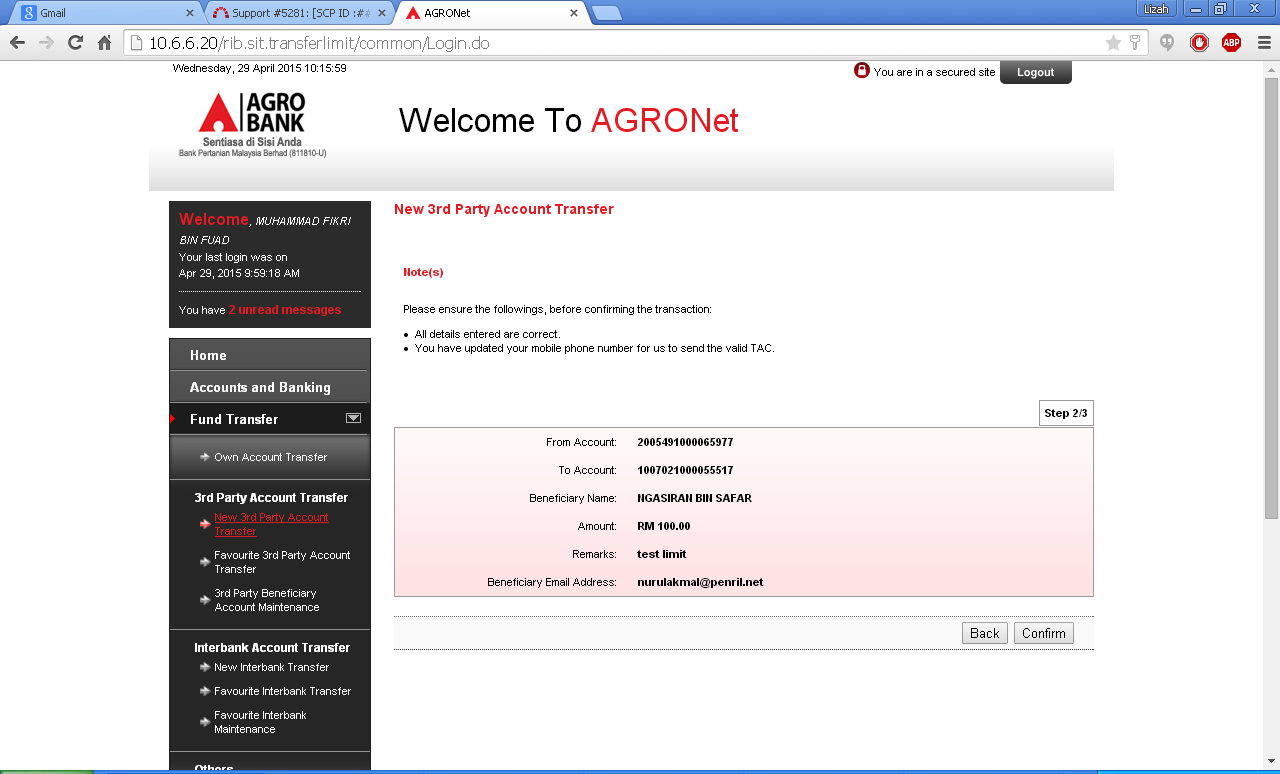 Gmail
Support #5281: [SCP ID :##
AGRONet
Lizah
10.6.6.20/rib.sit.transferlimit/common/Login.do
ABP
Wednesday, 29 April 2015 10:15:59
You are in a secured site
Logout
AGRO
BANK
Sentiasa di Sisi Anda
Bank Pertanian Malaysia Berhad (811810-U)
Welcome To AGRONet
Welcome, MUHAMMAD FIKRI
BIN FUAD
Your last login was on
Apr 29, 2015 9:59:18 AM
You have 2 unread messages
Home
Accounts and Banking
Fund Transfer
Own Account Transfer
3rd Party Account Transfer
New 3rd Party Account
Transfer
Favourite 3rd Party Account
Transfer
3rd Party Beneficiary
Account Maintenance
Interbank Account Transfer
New Interbank Transfer
Favourite Interbank Transfer
Favourite Interbank
Maintenance
Others
New 3rd Party Account Transfer
Note(s)
Please ensure the followings, before confirming the transaction:
• All details entered are correct.
• You have updated your mobile phone number for us to send the valid TAC.
Step 2/3
From Account: 2005491000065977
To Account: 1007021000055517
Beneficiary Name: NGASIRAN BIN SAFAR
Amount: RM 100.00
Remarks: test limit
Beneficiary Email Address: nurulakmal@penril.net
Back
Confirm